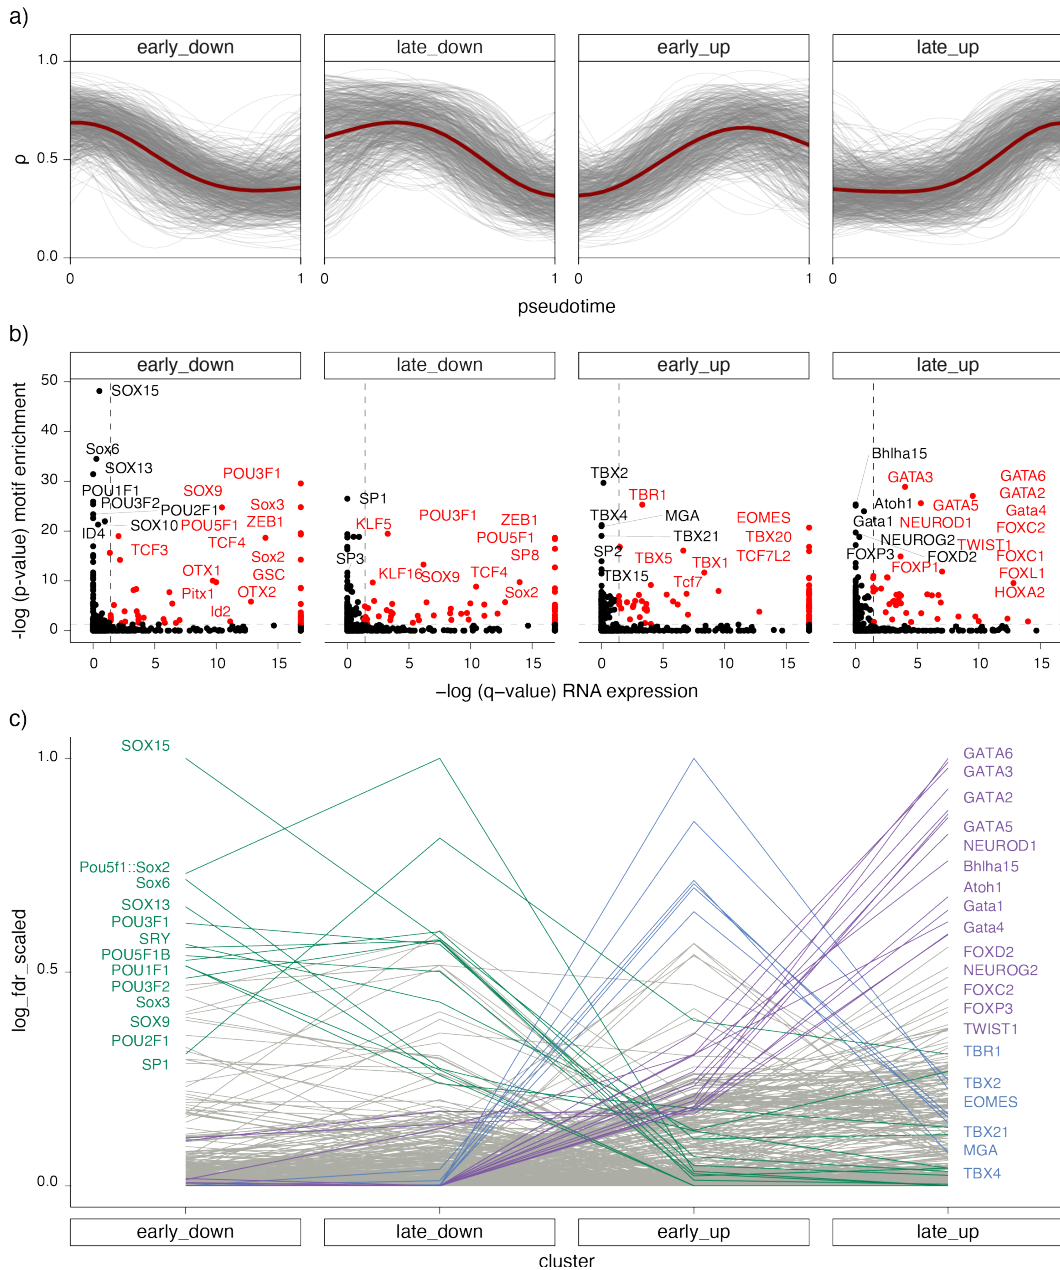 a)
early_down late_down early_up late_up
1.0
0.5
0.0
ρ
0 1 0 1 0 1 0 1
pseudotime
b)
early_down late_down early_up late_up
-log (p-value) motif enrichment
50
40
30
20
10
0
SOX15
Sox6
SOX13
POU3F1
POU1F1
SOX9
POU3F2
POU2F1
Sox3
ID4
SOX10
POU5F1
ZEB1
TCF3
TCF4
Sox2
OTX1
GSC
Pitx1
OTX2
Id2
SP1
KLF5
POU3F1
ZEB1
POU5F1
SP3
SP8
KLF16
SOX9
TCF4
Sox2
TBX2
TBR1
TBX4
MGA
EOMES
TBX21
TBX20
SP2
TBX5
TBX1
TCF7L2
TBX15
Tcf7
Bhlha15
GATA3
GATA6
GATA2
Atoh1
GATA5
Gata4
Gata1
NEUROD1
FOXC2
NEUROG2
TWIST1
FOXP3
FOXD2
FOXC1
FOXP1
FOXL1
HOXA2
0 5 10 15 0 5 10 15 0 5 10 15 0 5 10 15
−log (q−value) RNA expression
c)
log_fdr_scaled
1.0
0.5
0.0
SOX15
Pou5f1::Sox2
Sox6
SOX13
POU3F1
SRY
POU5F1B
POU1F1
POU3F2
Sox3
SOX9
POU2F1
SP1
GATA6
GATA3
GATA2
GATA5
NEUROD1
Bhlha15
Atoh1
Gata1
Gata4
FOXD2
NEUROG2
FOXC2
FOXP3
TWIST1
TBR1
TBX2
EOMES
TBX21
MGA
TBX4
early_down late_down early_up late_up
cluster